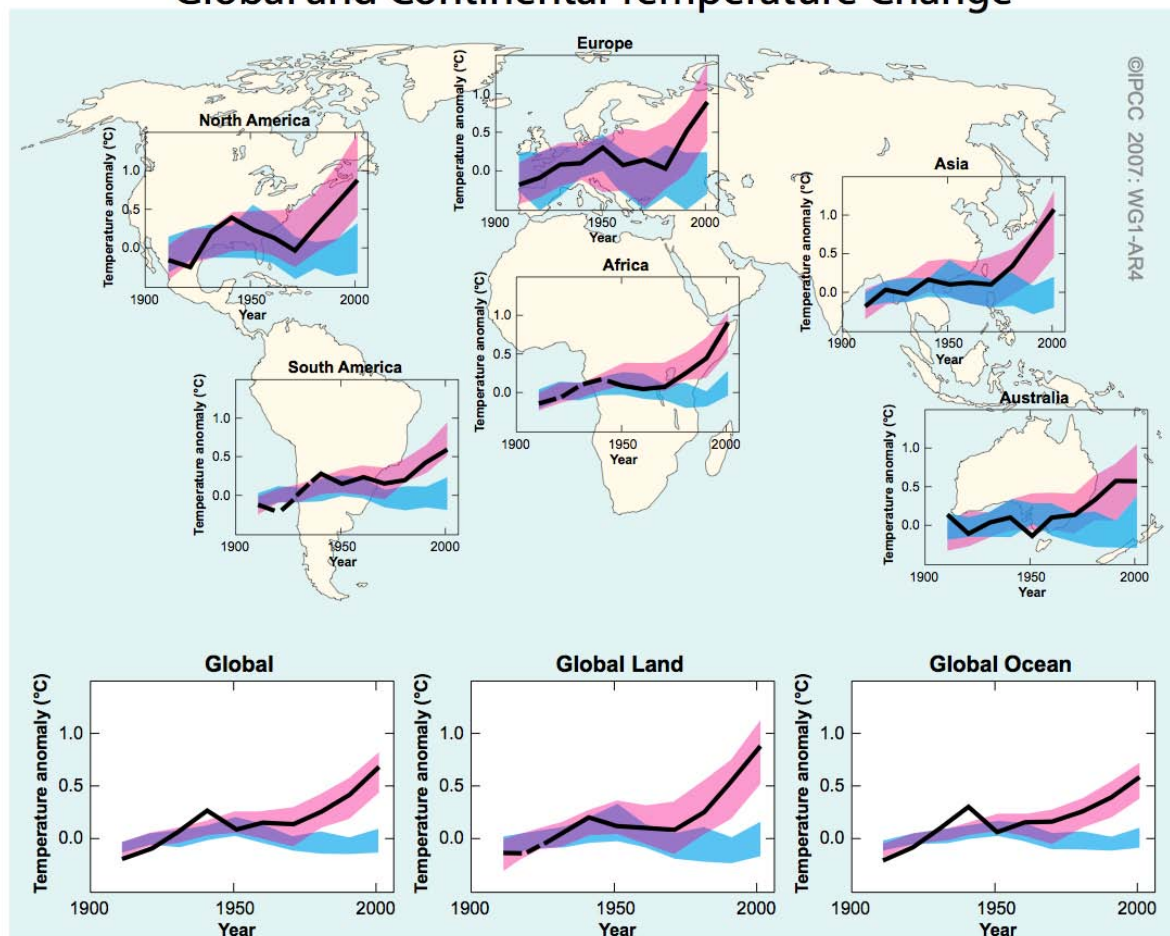 Global and Continental Temperature Change
©IPCC 2007: WG1-AR4
Europe
Temperature anomaly (°C)
1.0
0.5
0.0
1900
1950
2000
Year
North America
Temperature anomaly (°C)
1.0
0.5
0.0
1900
1950
2000
Year
Asia
Temperature anomaly (°C)
1.0
0.5
0.0
1900
1950
2000
Year
Africa
Temperature anomaly (°C)
1.0
0.5
0.0
1900
1950
2000
Year
South America
Temperature anomaly (°C)
1.0
0.5
0.0
1900
1950
2000
Year
Australia
Temperature anomaly (°C)
1.0
0.5
0.0
1900
1950
2000
Year
Global
Temperature anomaly (°C)
1.0
0.5
0.0
1900
1950
2000
Year
Global Land
Temperature anomaly (°C)
1.0
0.5
0.0
1900
1950
2000
Year
Global Ocean
Temperature anomaly (°C)
1.0
0.5
0.0
1900
1950
2000
Year